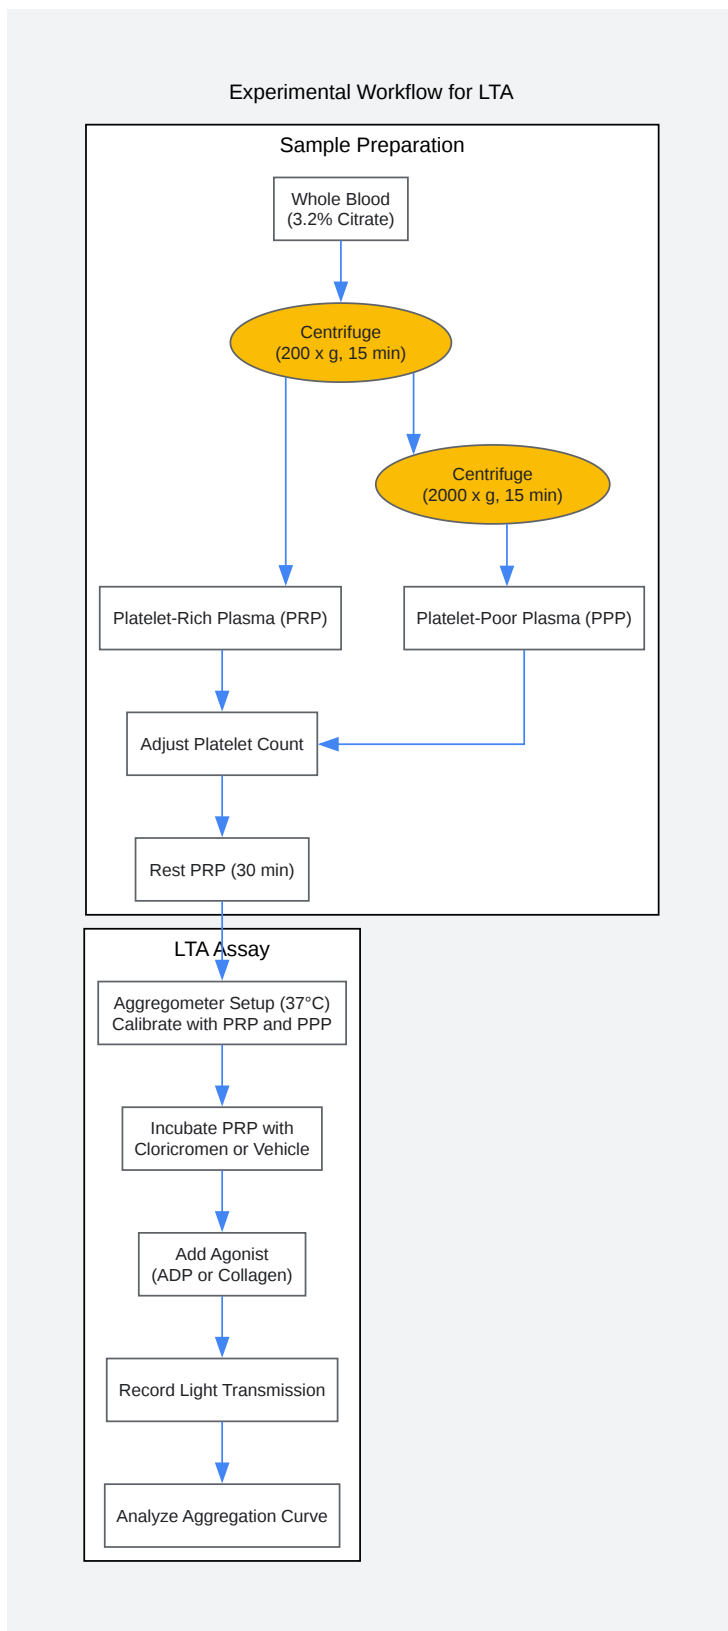 Experimental Workflow for LTA
Sample Preparation
Whole Blood
(3.2% Citrate)
Centrifuge
(200 x g, 15 min)
Centrifuge
(2000 x g, 15 min)
Platelet-Rich Plasma (PRP)
Platelet-Poor Plasma (PPP)
Adjust Platelet Count
Rest PRP (30 min)
LTA Assay
Aggregometer Setup (37°C)
Calibrate with PRP and PPP
Incubate PRP with
Cloricromen or Vehicle
Add Agonist
(ADP or Collagen)
Record Light Transmission
Analyze Aggregation Curve